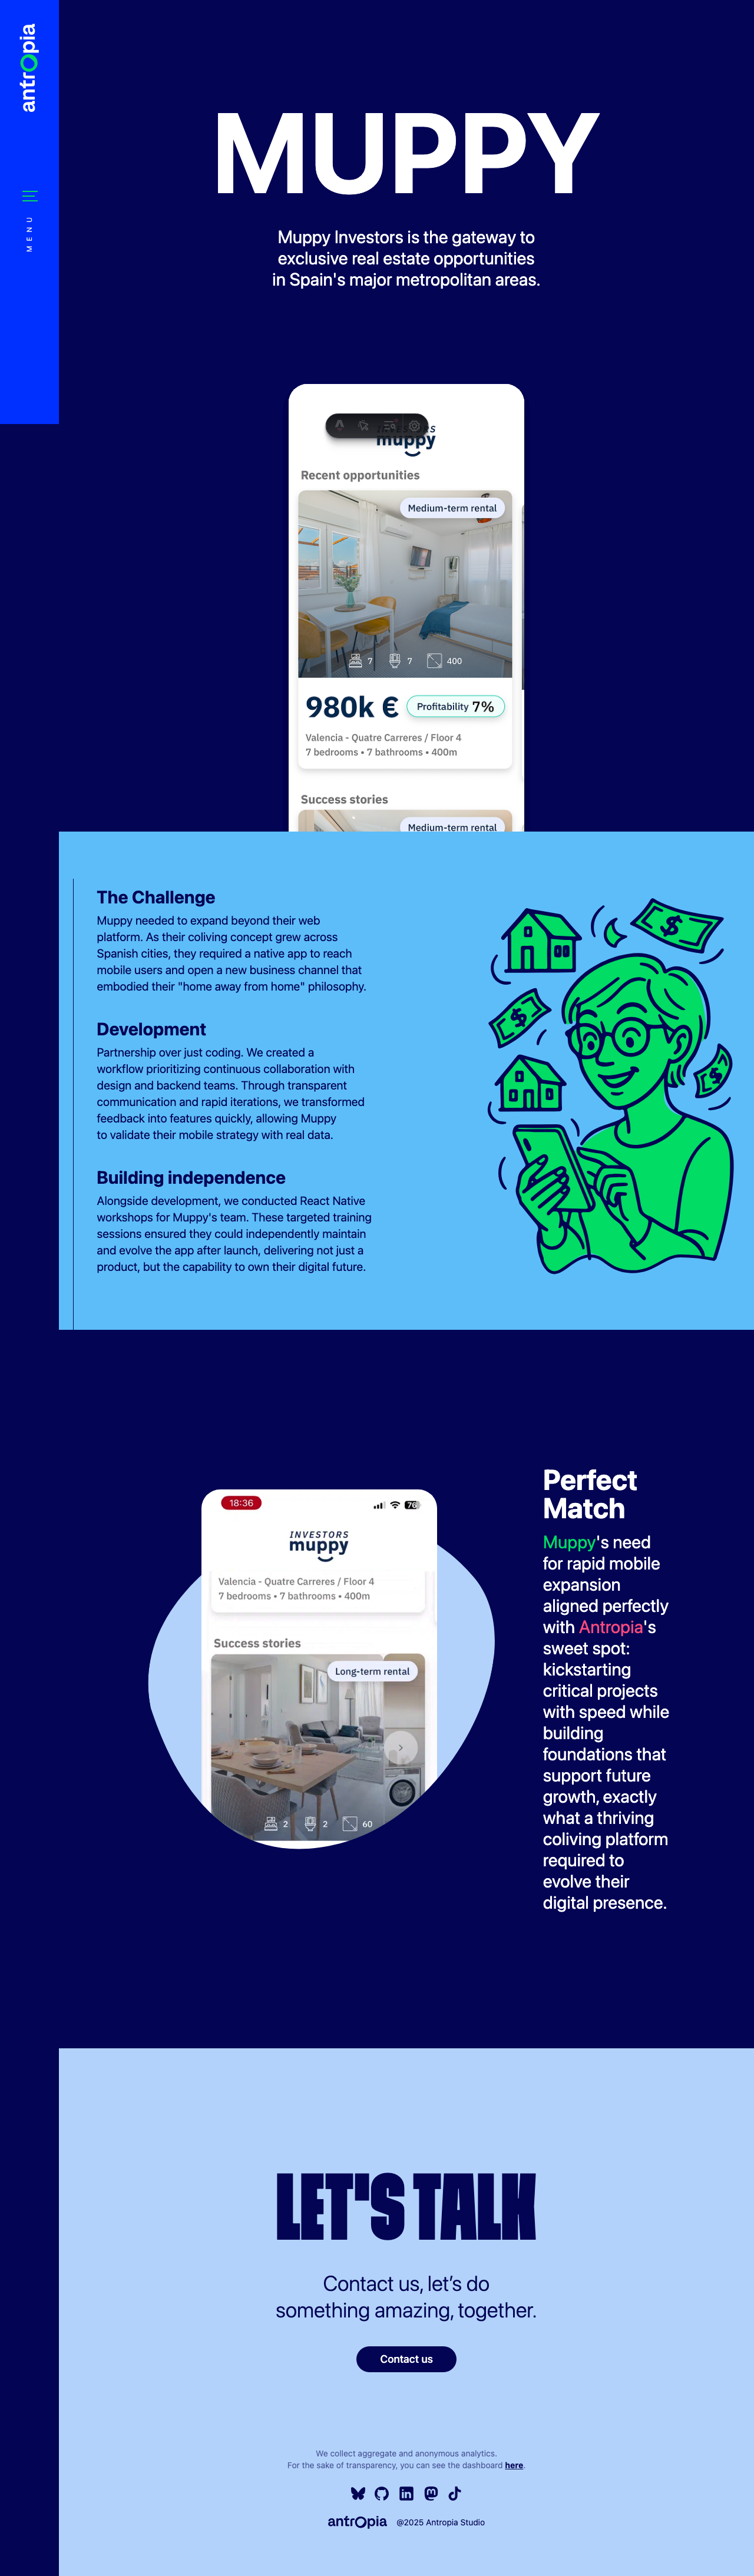 antropia
MENU
MUPPY
Muppy Investors is the gateway to
exclusive real estate opportunities
in Spain's major metropolitan areas.
muppy
Recent opportunities
Medium-term rental
7 7 400
980k € Profitability 7%
Valencia - Quatre Carreres / Floor 4
7 bedrooms • 7 bathrooms • 400m
Success stories
Medium-term rental
The Challenge
Muppy needed to expand beyond their web
platform. As their coliving concept grew across
Spanish cities, they required a native app to reach
mobile users and open a new business channel that
embodied their "home away from home" philosophy.
Development
Partnership over just coding. We created a
workflow prioritizing continuous collaboration with
design and backend teams. Through transparent
communication and rapid iterations, we transformed
feedback into features quickly, allowing Muppy
to validate their mobile strategy with real data.
Building independence
Alongside development, we conducted React Native
workshops for Muppy's team. These targeted training
sessions ensured they could independently maintain
and evolve the app after launch, delivering not just a
product, but the capability to own their digital future.
$
$
$
18:36
INVESTORS
muppy
Valencia - Quatre Carreres / Floor 4
7 bedrooms • 7 bathrooms • 400m
Success stories
Long-term rental
2 2 60
Perfect
Match
Muppy's need
for rapid mobile
expansion
aligned perfectly
with Antropia's
sweet spot:
kickstarting
critical projects
with speed while
building
foundations that
support future
growth, exactly
what a thriving
coliving platform
required to
evolve their
digital presence.
LET'S TALK
Contact us, let’s do
something amazing, together.
Contact us
We collect aggregate and anonymous analytics.
For the sake of transparency, you can see the dashboard here.
in
antropia @2025 Antropia Studio